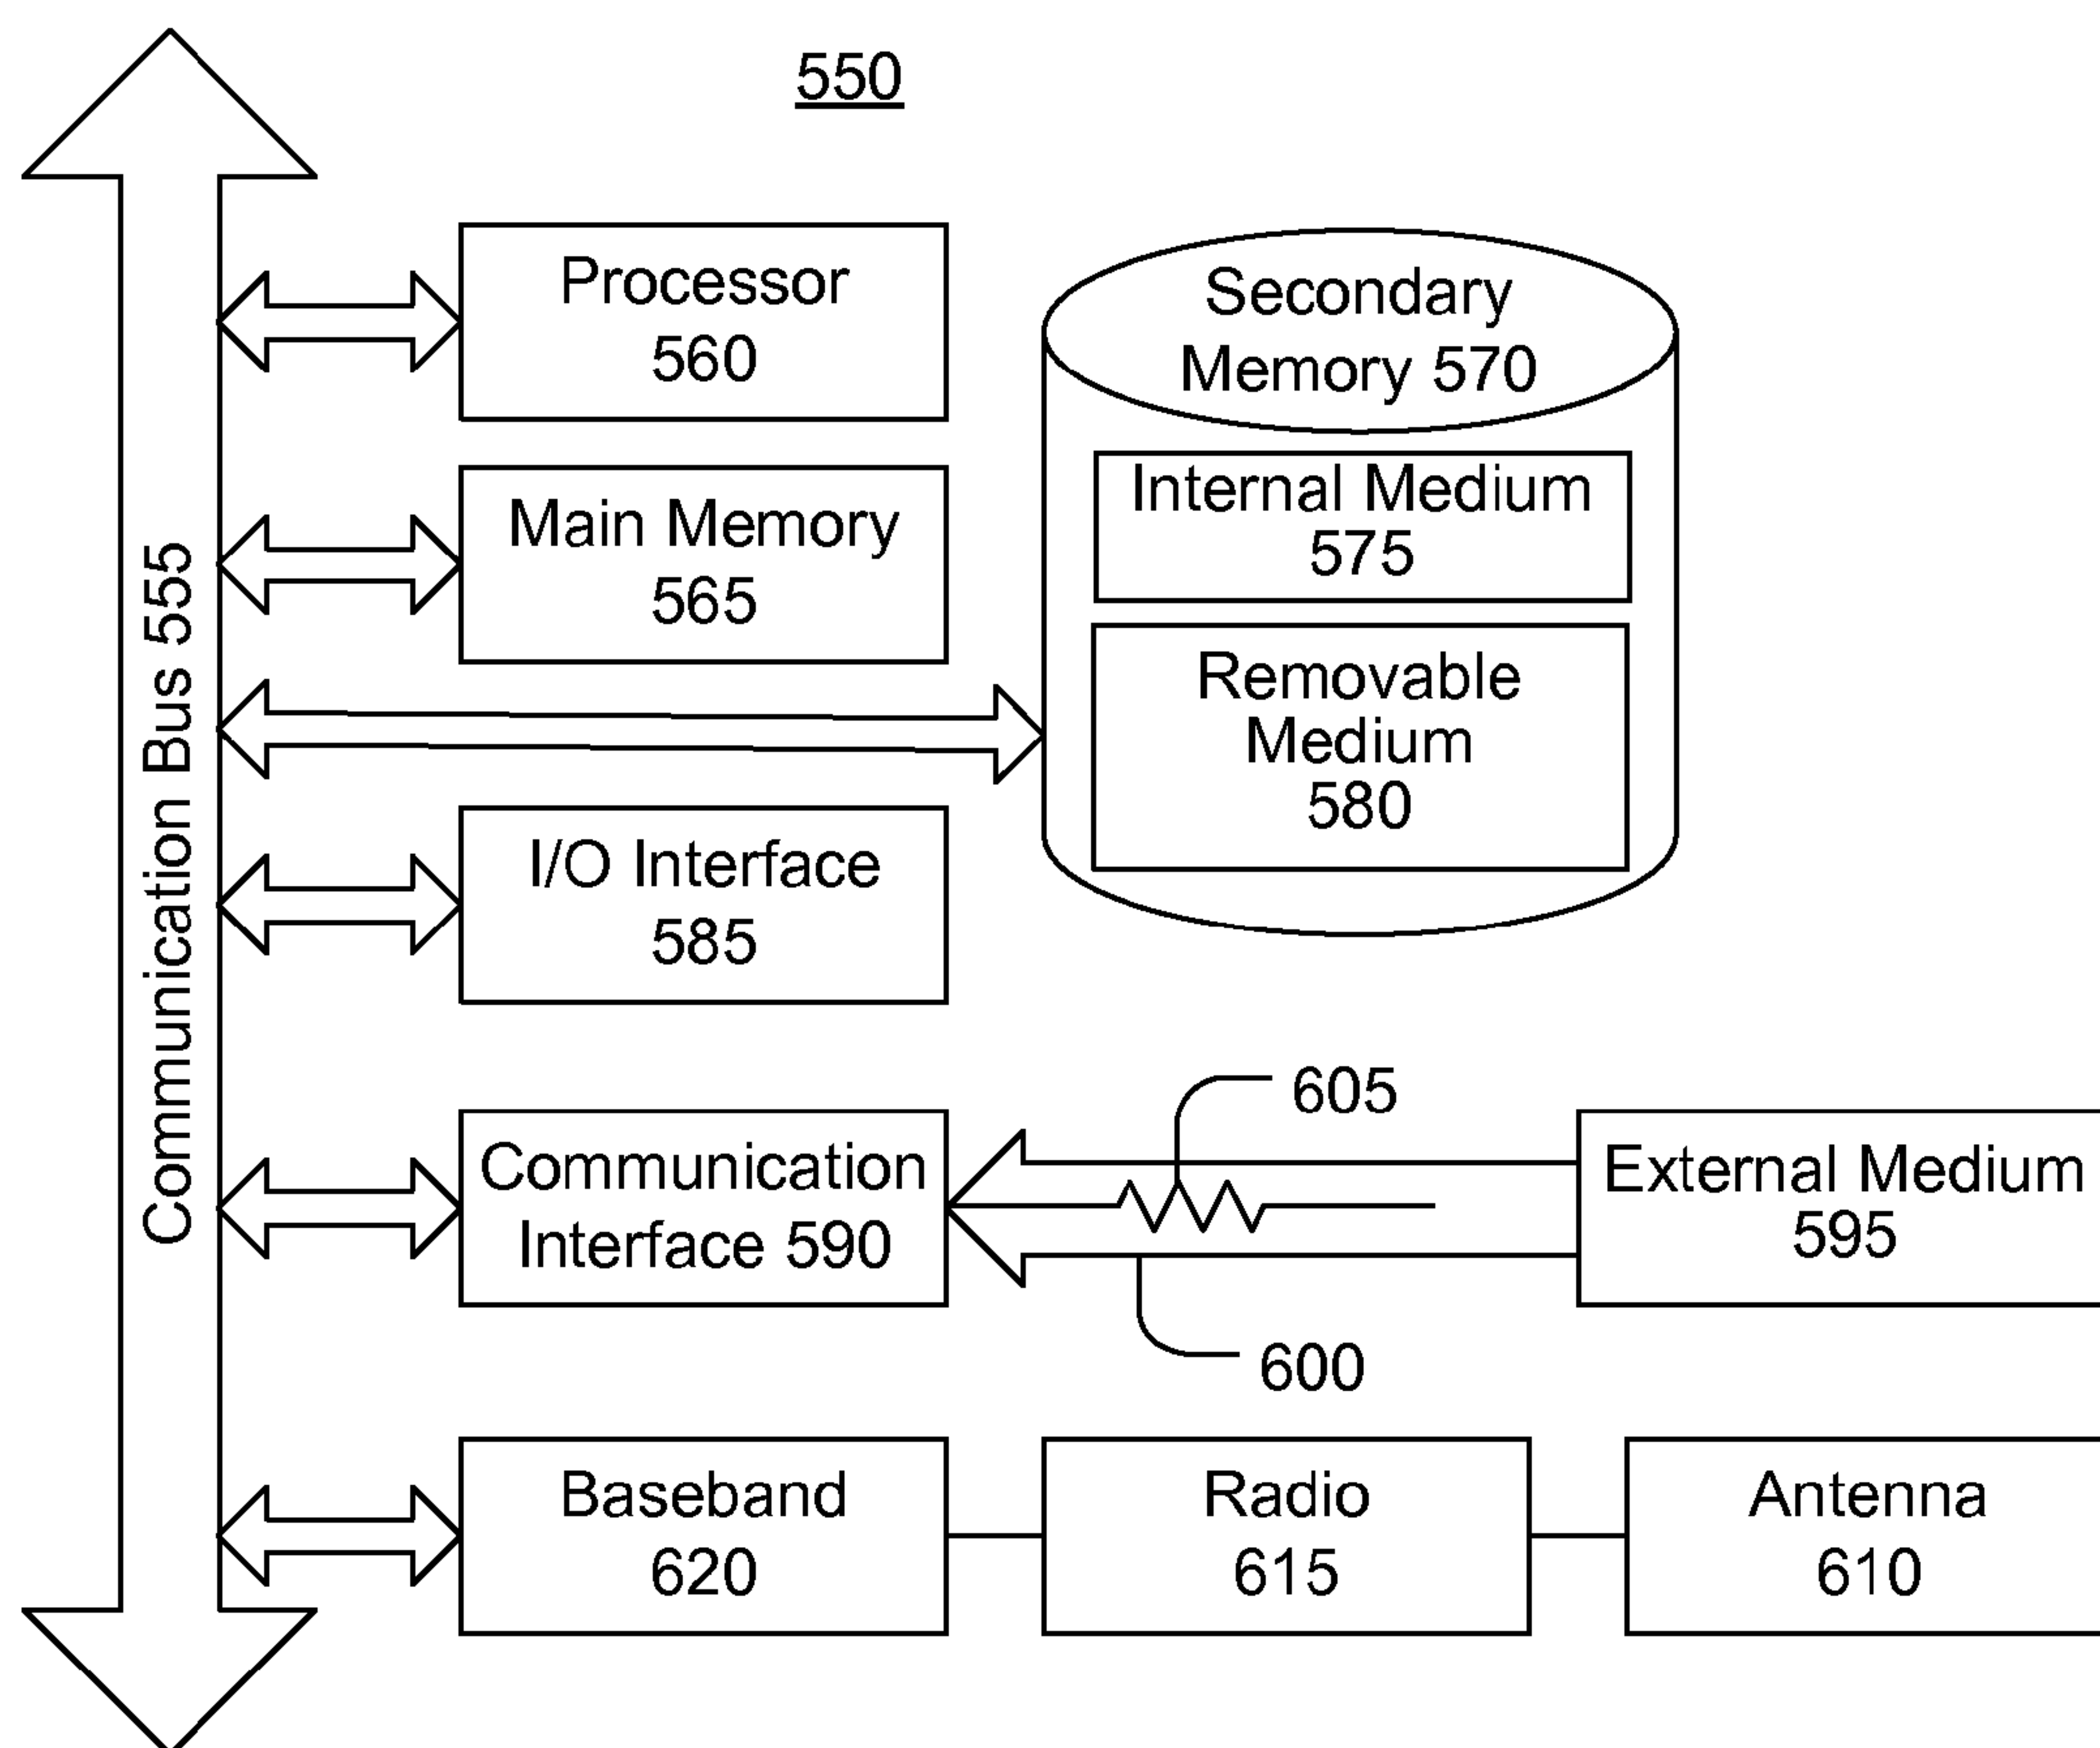 550
Communication Bus 555
Processor
560
Secondary
Memory 570
Main Memory
565
Internal Medium
575
Removable
Medium
580
I/O Interface
585
Communication
Interface 590
605
600
External Medium
595
Baseband
620
Radio
615
Antenna
610